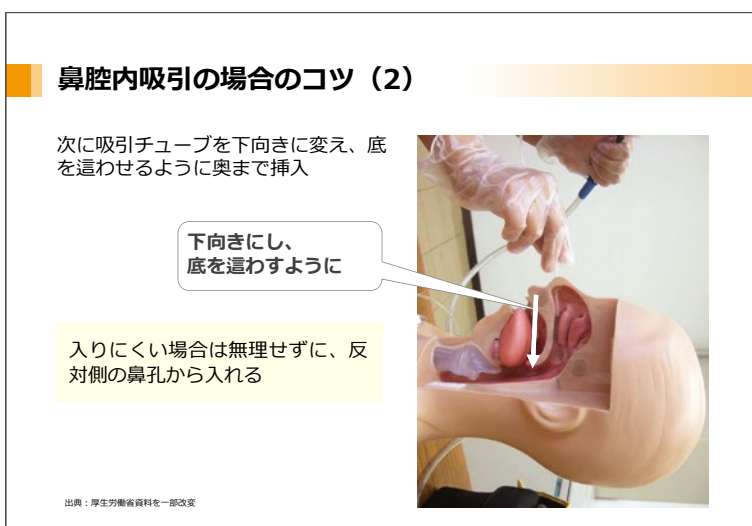 鼻腔内吸引の場合のコツ（2）
次に吸引チューブを下向きに変え、底
を這わせるように奥まで挿入
下向きにし、
底を這わすように
入りにくい場合は無理せずに、反
対側の鼻孔から入れる
出典：厚生労働省資料を一部改変